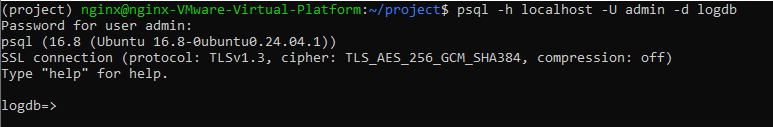 (project) nginx@nginx-VMware-Virtual-Platform:~/project$ psql -h localhost -U admin -d logdb
Password for user admin:
psql (16.8 (Ubuntu 16.8-0ubuntu0.24.04.1))
SSL connection (protocol: TLSv1.3, cipher: TLS_AES_256_GCM_SHA384, compression: off)
Type "help" for help.
logdb=>